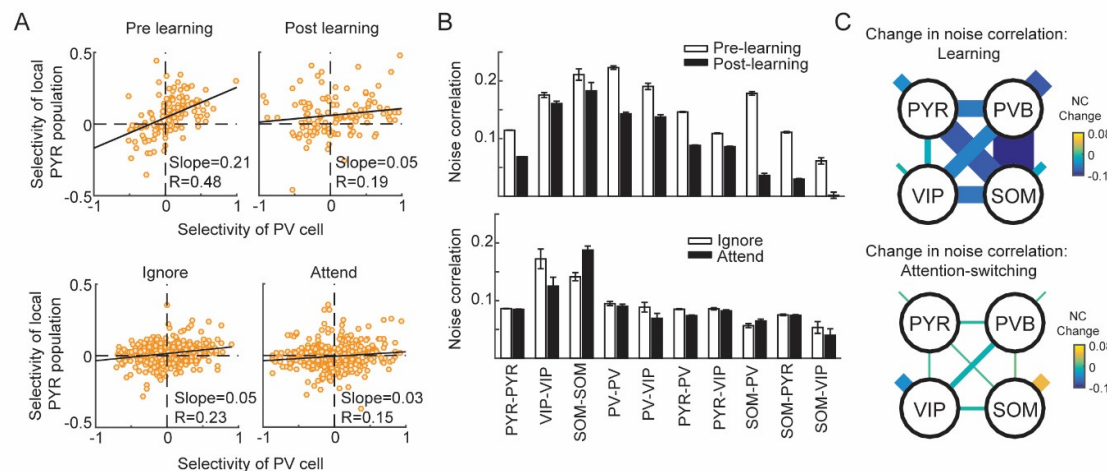 A
Pre learning
Post learning
0.5
0
-0.5
Selectivity of local
PYR population
Slope=0.21
R=0.48
Slope=0.05
R=0.19
-1
0
1
-1
0
1
Selectivity of PV cell
Ignore
Attend
0.5
0
-0.5
Selectivity of local
PYR population
Slope=0.05
R=0.23
Slope=0.03
R=0.15
-1
0
1
-1
0
1
Selectivity of PV cell
B
Pre-learning
Post-learning
0.2
0.1
Noise correlation
Ignore
Attend
0.2
0.1
Noise correlation
PYR-PYR
VIP-VIP
SOM-SOM
PV-PV
PV-VIP
PYR-PV
PYR-VIP
SOM-PV
SOM-PYR
SOM-VIP
C
Change in noise correlation:
Learning
PYR
PVB
VIP
SOM
NC
Change
0.08
-0.1
Change in noise correlation:
Attention-switching
PYR
PVB
VIP
SOM
NC
Change
0.08
-0.1